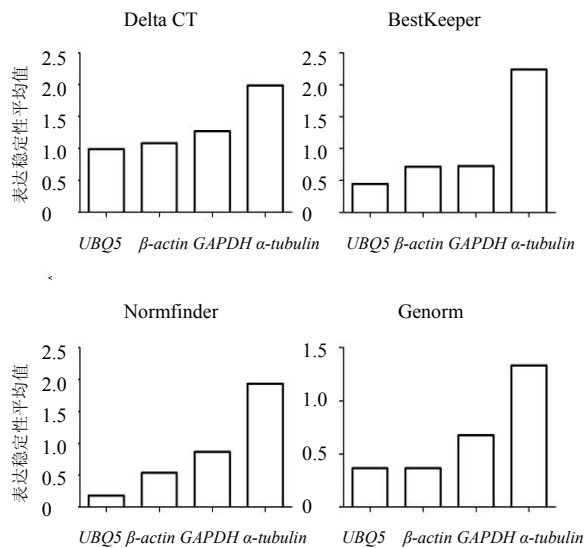 Delta CT
BestKeeper
表达稳定性平均值
2.5
2.0
1.5
1.0
0.5
0
UBQ5 β-actin GAPDH α-tubulin
2.5
2.0
1.5
1.0
0.5
0
UBQ5 β-actin GAPDH α-tubulin
Normfinder
Genorm
表达稳定性平均值
2.5
2.0
1.5
1.0
0.5
0
UBQ5 β-actin GAPDH α-tubulin
1.5
1.0
0.5
0
UBQ5 β-actin GAPDH α-tubulin